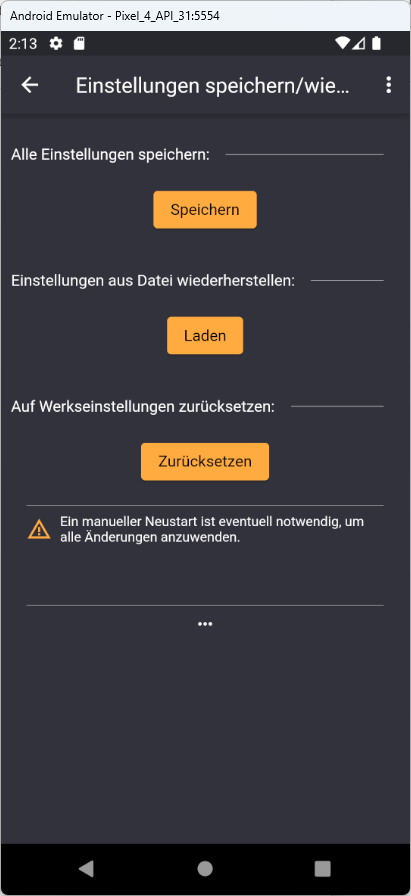 Android Emulator - Pixel_4_API_31:5554
2:13
Einstellungen speichern/wie...
Alle Einstellungen speichern:
Speichern
Einstellungen aus Datei wiederherstellen:
Laden
Auf Werkseinstellungen zurücksetzen:
Zurücksetzen
Ein manueller Neustart ist eventuell notwendig, um
alle Änderungen anzuwenden.